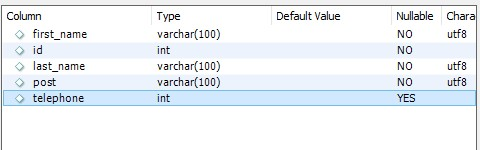 Column Type Default Value Nullable Chara
first_name varchar(100) NO utf8
id int NO
last_name varchar(100) NO utf8
post varchar(100) NO utf8
telephone int YES